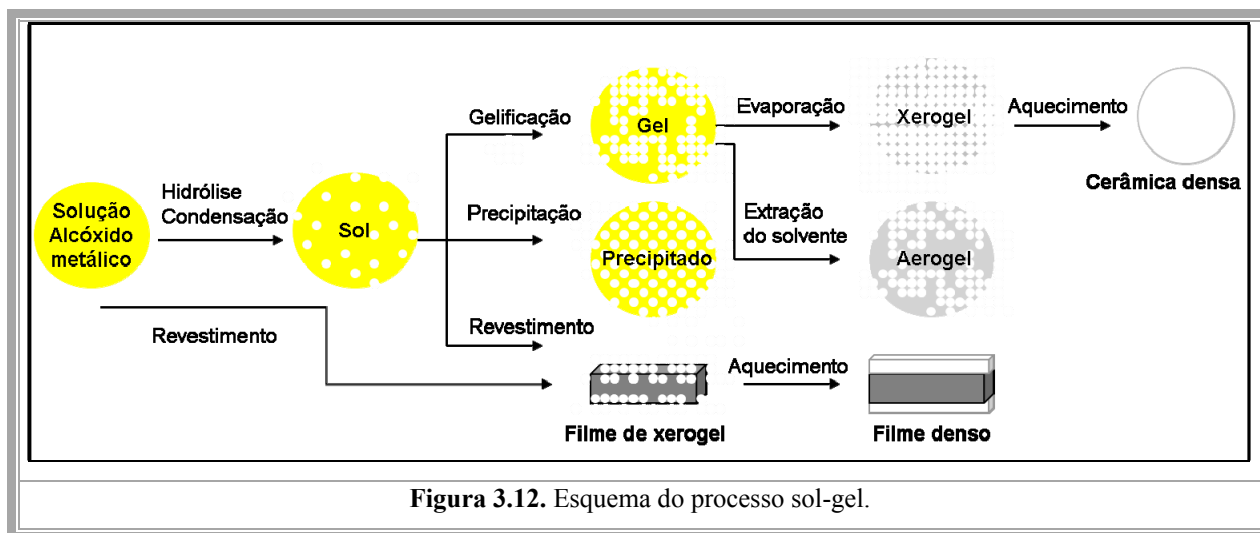 Solução
Alcóxido
metálico
Hidrólise
Condensação
Sol
Gelificação
Gel
Evaporação
Xerogel
Aquecimento
Cerâmica densa
Precipitação
Precipitado
Extração
do solvente
Aerogel
Revestimento
Revestimento
Filme de xerogel
Aquecimento
Filme denso
Figura 3.12. Esquema do processo sol-gel.